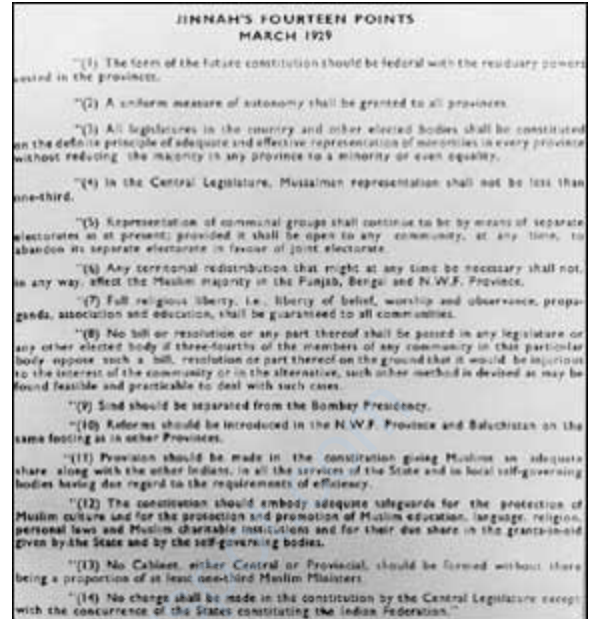 JINNAH'S FOURTEEN POINTS
MARCH 1929
"(1) The form of the future constitution should be federal with the residuary powers
vested in the provinces.
"(2) A uniform measure of autonomy shall be granted to all provinces.
"(3) All legislatures in the country and other elected bodies shall be constituted
on the definite principle of adequate and effective representation of minorities in every province
without reducing the majority in any province to a minority or even equality.
"(4) In the Central Legislature, Mussalman representation shall not be less than
one-third.
"(5) Representation of communal groups shall continue to be by means of separate
electorates as at present; provided it shall be open to any community, at any time, to
abandon its separate electorate in favour of joint electorate.
"(6) Any territorial redistribution that might at any time be necessary shall not,
in any way, affect the Muslim majority in the Punjab, Bengal and N.W.F. Province.
"(7) Full religious liberty, i.e., liberty of belief, worship and observance, propa-
ganda, association and education, shall be guaranteed to all communities.
"(8) No bill or resolution or any part thereof shall be passed in any legislature or
any other elected body if three-fourths of the members of any community in that particular
body oppose such a bill, resolution or part thereof on the ground that it would be injurious
to the interest of the community or in the alternative, such other method is devised as may be
found feasible and practicable to deal with such cases.
"(9) Sind should be separated from the Bombay Presidency.
"(10) Reforms should be introduced in the N.W.F. Province and Baluchistan on the
same footing as in other Provinces.
"(11) Provision should be made in the constitution giving Muslims an adequate
share along with the other Indians, in all the services of the State and in local self-governing
bodies having due regard to the requirements of efficiency.
"(12) The constitution should embody adequate safeguards for the protection of
Muslim culture and for the protection and promotion of Muslim education, language, religion,
personal laws and Muslim charitable institutions and for their due share in the grants-in-aid
given by the State and by the self-governing bodies.
"(13) No Cabinet, either Central or Provincial, should be formed without there
being a proportion of at least one-third Muslim Ministers.
"(14) No change shall be made in the constitution by the Central Legislature except
with the concurrence of the States constituting the Indian Federation."